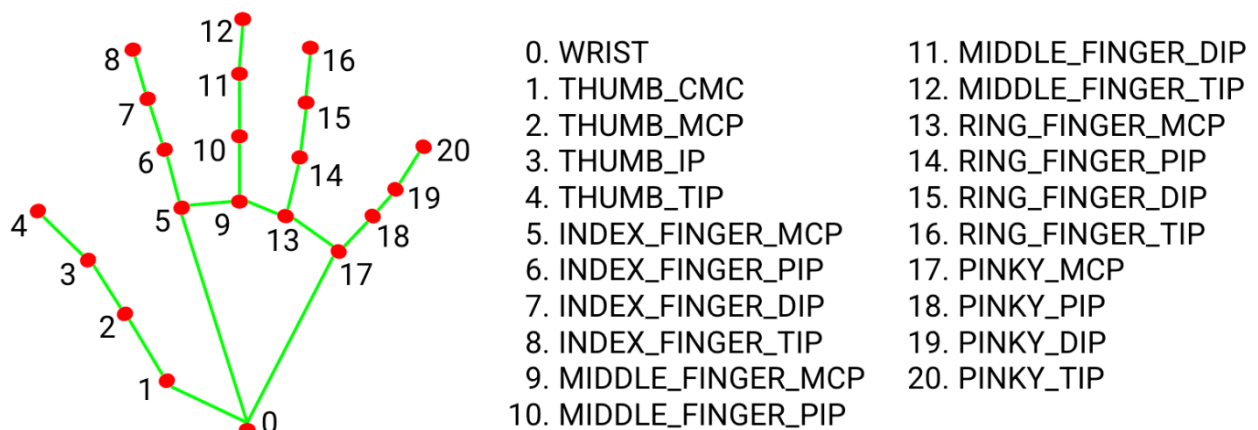 12
8
16
11
7
15
10
6
20
14
19
4
5
9
13
18
3
17
2
1
0
0. WRIST
1. THUMB_CMC
2. THUMB_MCP
3. THUMB_IP
4. THUMB_TIP
5. INDEX_FINGER_MCP
6. INDEX_FINGER_PIP
7. INDEX_FINGER_DIP
8. INDEX_FINGER_TIP
9. MIDDLE_FINGER_MCP
10. MIDDLE_FINGER_PIP
11. MIDDLE_FINGER_DIP
12. MIDDLE_FINGER_TIP
13. RING_FINGER_MCP
14. RING_FINGER_PIP
15. RING_FINGER_DIP
16. RING_FINGER_TIP
17. PINKY_MCP
18. PINKY_PIP
19. PINKY_DIP
20. PINKY_TIP